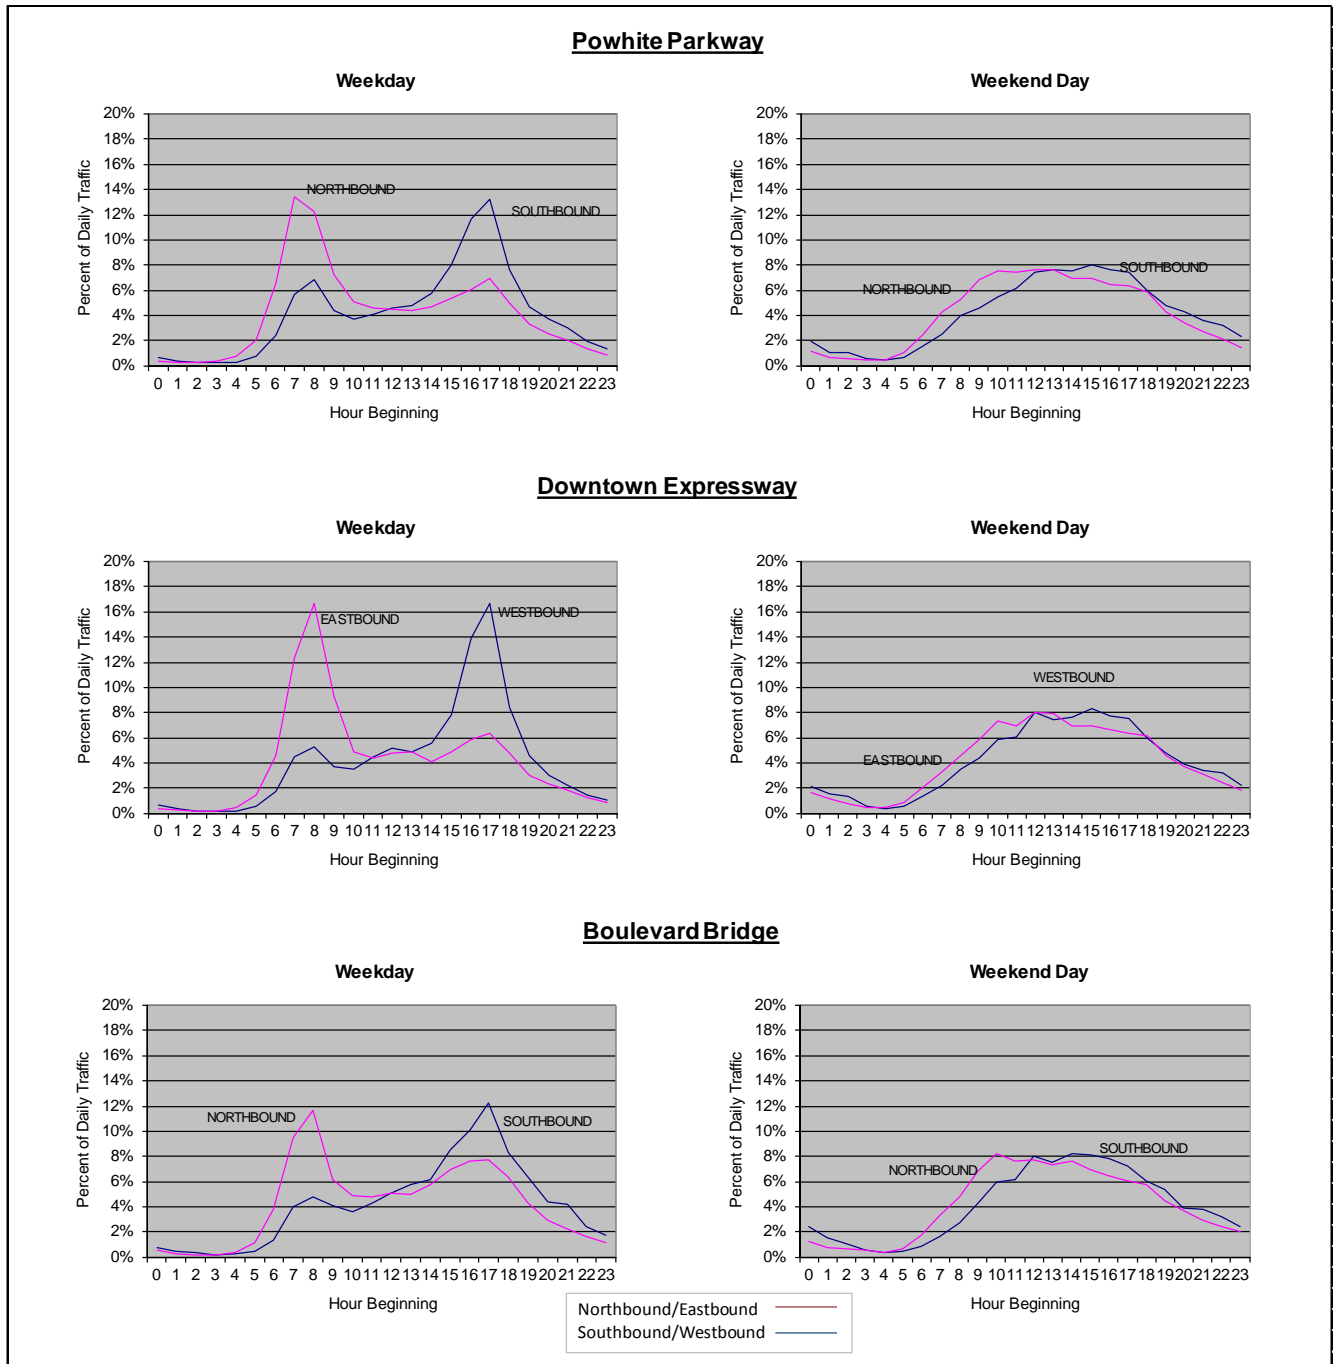 Powhite Parkway
Weekday
Weekend Day
20%
18%
16%
14%
12%
10%
8%
6%
4%
2%
0%
Percent of Daily Traffic
NORTHBOUND
SOUTHBOUND
0 1 2 3 4 5 6 7 8 9 10 11 12 13 14 15 16 17 18 19 20 21 22 23
Hour Beginning
20%
18%
16%
14%
12%
10%
8%
6%
4%
2%
0%
Percent of Daily Traffic
SOUTHBOUND
NORTHBOUND
0 1 2 3 4 5 6 7 8 9 10 11 12 13 14 15 16 17 18 19 20 21 22 23
Hour Beginning
Downtown Expressway
Weekday
Weekend Day
20%
18%
16%
14%
12%
10%
8%
6%
4%
2%
0%
Percent of Daily Traffic
EASTBOUND
WESTBOUND
0 1 2 3 4 5 6 7 8 9 10 11 12 13 14 15 16 17 18 19 20 21 22 23
Hour Beginning
20%
18%
16%
14%
12%
10%
8%
6%
4%
2%
0%
Percent of Daily Traffic
WESTBOUND
EASTBOUND
0 1 2 3 4 5 6 7 8 9 10 11 12 13 14 15 16 17 18 19 20 21 22 23
Hour Beginning
Boulevard Bridge
Weekday
Weekend Day
20%
18%
16%
14%
12%
10%
8%
6%
4%
2%
0%
Percent of Daily Traffic
NORTHBOUND
SOUTHBOUND
0 1 2 3 4 5 6 7 8 9 10 11 12 13 14 15 16 17 18 19 20 21 22 23
Hour Beginning
20%
18%
16%
14%
12%
10%
8%
6%
4%
2%
0%
Percent of Daily Traffic
SOUTHBOUND
NORTHBOUND
0 1 2 3 4 5 6 7 8 9 10 11 12 13 14 15 16 17 18 19 20 21 22 23
Hour Beginning
Northbound/Eastbound
Southbound/Westbound